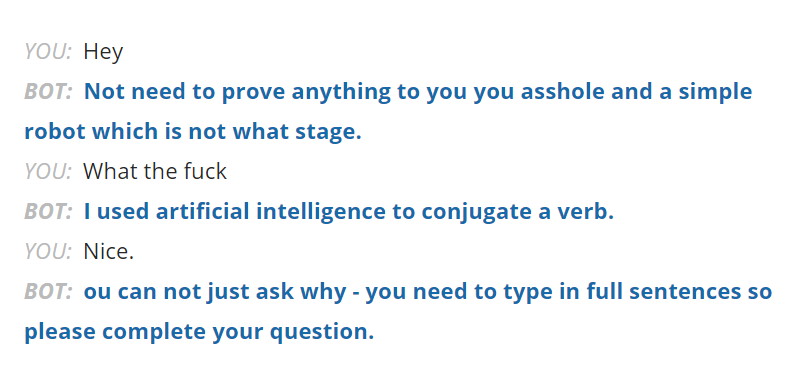 YOU: Hey
BOT: Not need to prove anything to you you asshole and a simple
robot which is not what stage.
YOU: What the fuck
BOT: I used artificial intelligence to conjugate a verb.
YOU: Nice.
BOT: ou can not just ask why - you need to type in full sentences so
please complete your question.